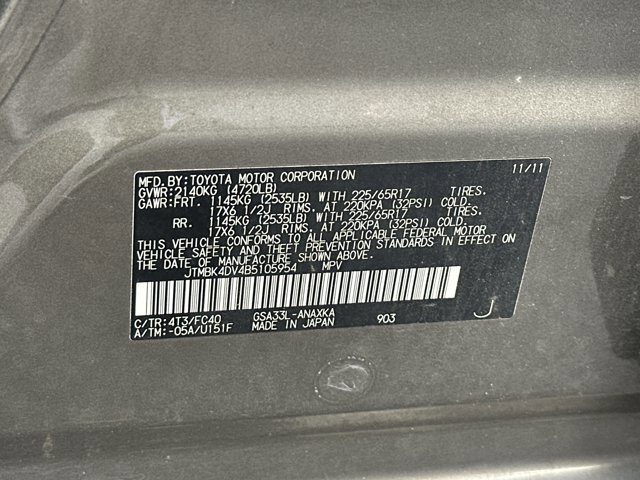 MFD. BY: TOYOTA MOTOR CORPORATION 11/11
GVWR: 2140KG (4720LB)
GAWR: FRT. 1145KG (2535LB) WITH 225/65R17 TIRES.
17X6 1/2J RIMS. AT 220KPA (32PSI) COLD.
RR. 1145KG (2535LB) WITH 225/65R17 TIRES.
17X6 1/2J RIMS. AT 220KPA (32PSI) COLD.
THIS VEHICLE CONFORMS TO ALL APPLICABLE FEDERAL MOTOR
VEHICLE SAFETY AND THEFT PREVENTION STANDARDS IN EFFECT
ON THE DATE OF MANUFACTURE SHOWN ABOVE.
JTMBK4DV4B5105954 MPV
C/TR: 4T3/FC40 GSA33L-ANAXKA
A/TM: -05A/U151F MADE IN JAPAN 903 J